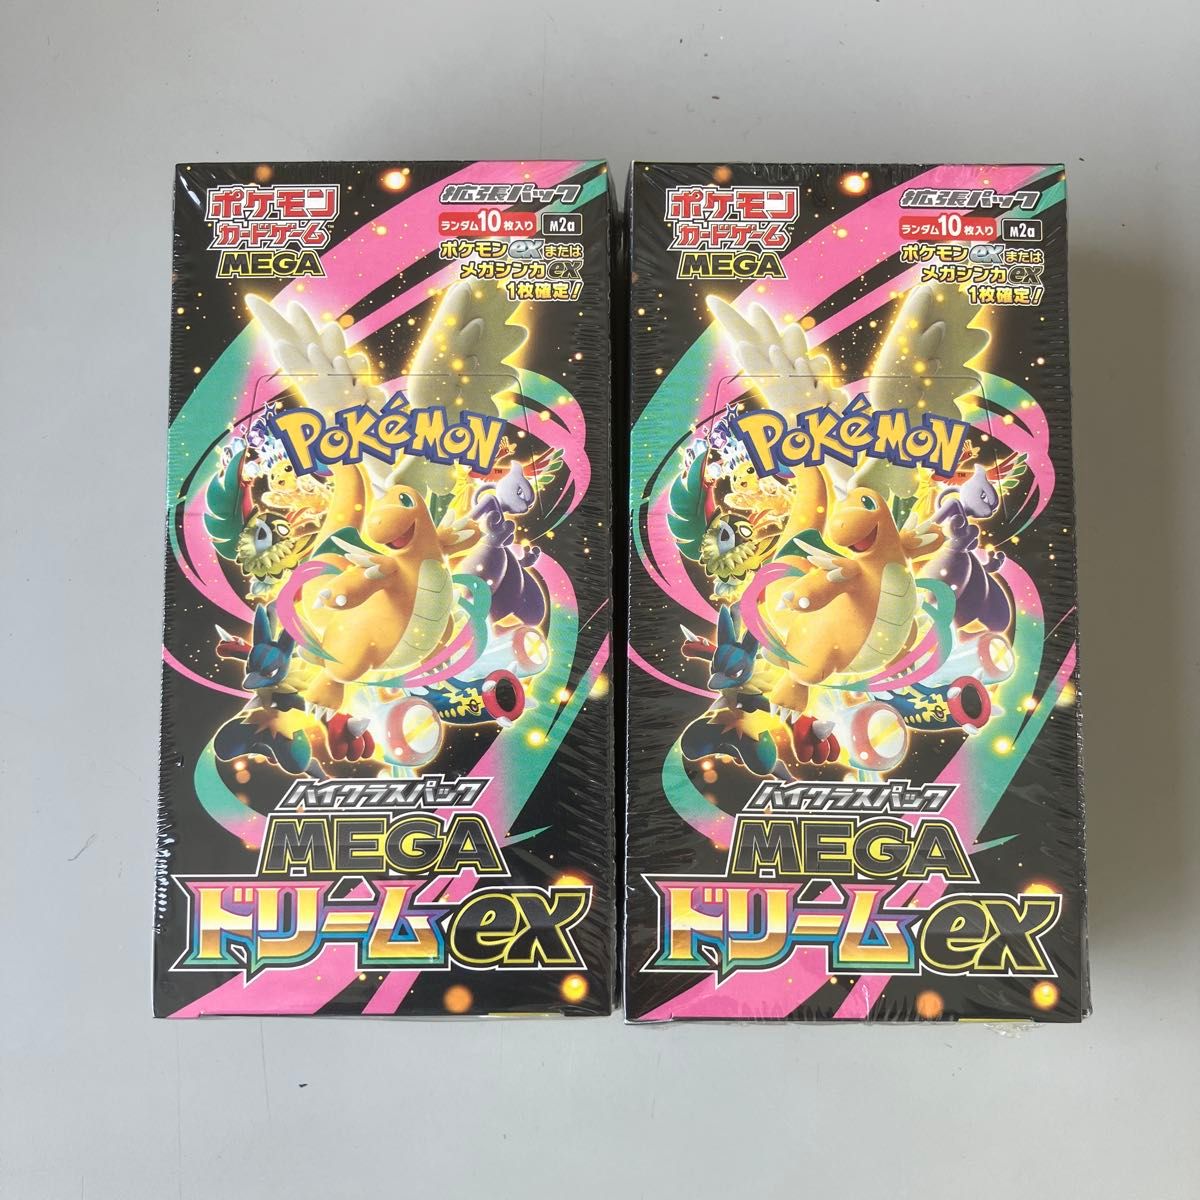 ポケモン
カードゲーム™
MEGA
拡張パック
ランダム10枚入り M2a
ポケモンexまたは
メガシンカex
1枚確定！
POKÉMON™
ハイクラスパック
MEGA
ドリームex
ポケモン
カードゲーム™
MEGA
拡張パック
ランダム10枚入り M2a
ポケモンexまたは
メガシンカex
1枚確定！
POKÉMON™
ハイクラスパック
MEGA
ドリームex